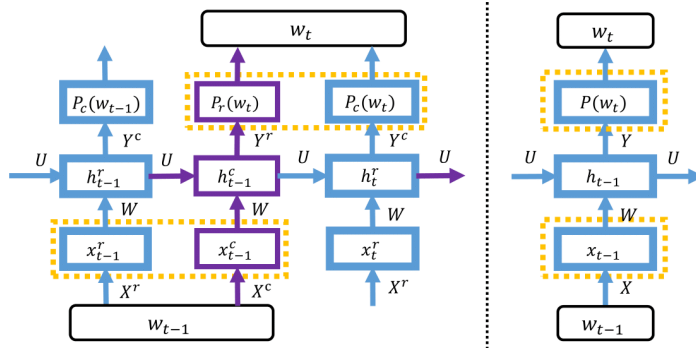 w_t w_t
P_c(w_{t-1}) P_r(w_t) P_c(w_t) P(w_t)
Y^c Y^r Y^c Y
U U U U U U
h^r_{t-1} h^c_{t-1} h^r_t h_{t-1}
W W W W
x^r_{t-1} x^c_{t-1} x^r_t x_{t-1}
X^r X^c X^r X
w_{t-1} w_{t-1}